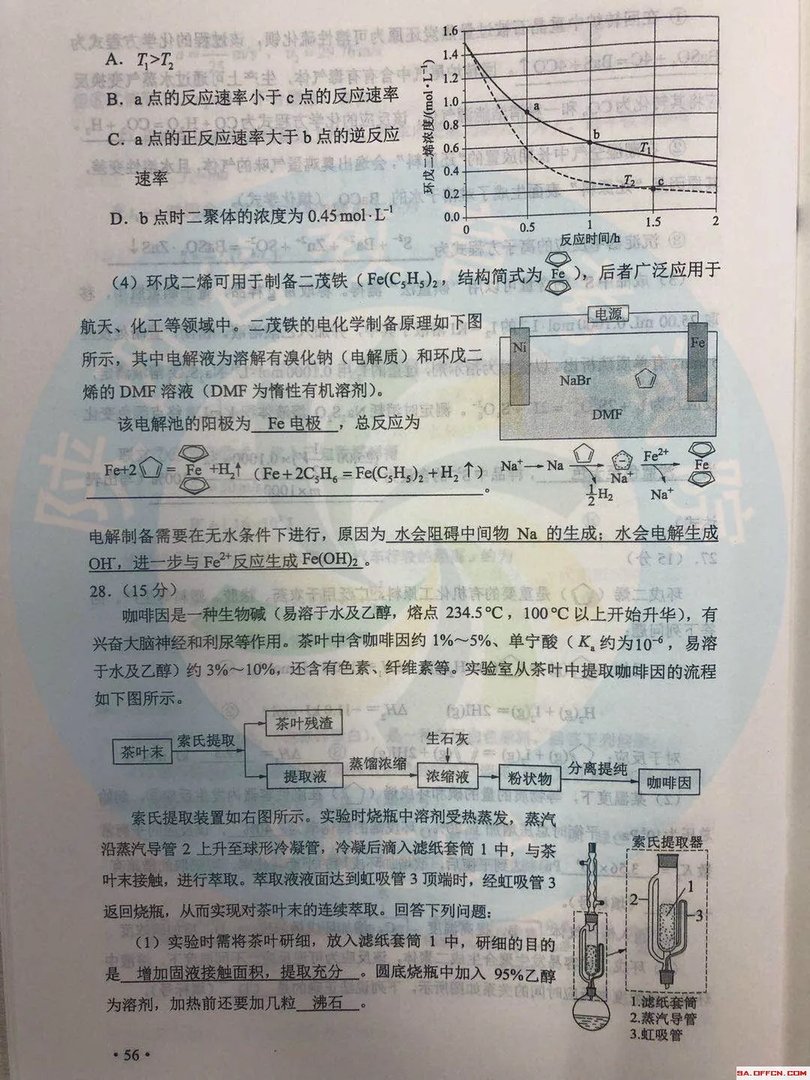 A．T₁>T₂
B．a 点的反应速率小于 c 点的反应速率
C．a 点的正反应速率大于 b 点的逆反应
速率
D．b 点时二聚体的浓度为 0.45 mol·L⁻¹
环戊二烯浓度/(mol·L⁻¹)
1.6
1.4
1.2
1.0
0.8
0.6
0.4
0.2
0.0
0
0.5
1
1.5
2
a
b
c
T₁
T₂
反应时间/h
（4）环戊二烯可用于制备二茂铁（Fe(C₅H₅)₂，结构简式为 Fe ），后者广泛应用于
航天、化工等领域中。二茂铁的电化学制备原理如下图
所示，其中电解液为溶解有溴化钠（电解质）和环戊二
烯的 DMF 溶液（DMF 为惰性有机溶剂）。
电源
Ni
Fe
NaBr
DMF
该电解池的阳极为 Fe 电极 ，总反应为
Fe+2 = Fe +H₂↑（Fe＋2C₅H₆＝Fe(C₅H₅)₂＋H₂↑）
。
Na⁺ Na Na⁺ Fe²⁺ Fe
½H₂ Na⁺
电解制备需要在无水条件下进行，原因为 水会阻碍中间物 Na 的生成；水会电解生成
OH⁻，进一步与 Fe²⁺反应生成 Fe(OH)₂。
28.（15 分）
咖啡因是一种生物碱（易溶于水及乙醇，熔点 234.5℃，100℃以上开始升华），有
兴奋大脑神经和利尿等作用。茶叶中含咖啡因约 1%～5%、单宁酸（Kₐ 约为10⁻⁶，易溶
于水及乙醇）约 3%～10%，还含有色素、纤维素等。实验室从茶叶中提取咖啡因的流程
如下图所示。
茶叶末
索氏提取
茶叶残渣
提取液
蒸馏浓缩
生石灰
浓缩液
粉状物
分离提纯
咖啡因
索氏提取装置如右图所示。实验时烧瓶中溶剂受热蒸发，蒸汽
沿蒸汽导管 2 上升至球形冷凝管，冷凝后滴入滤纸套筒 1 中，与茶
叶末接触，进行萃取。萃取液液面达到虹吸管 3 顶端时，经虹吸管 3
返回烧瓶，从而实现对茶叶末的连续萃取。回答下列问题：
（1）实验时需将茶叶研细，放入滤纸套筒 1 中，研细的目的
是 增加固液接触面积，提取充分 。圆底烧瓶中加入 95%乙醇
为溶剂，加热前还要加几粒 沸石 。
索氏提取器
1
2
3
1.滤纸套筒
2.蒸汽导管
3.虹吸管
·56·
SA.OFFCN.COM